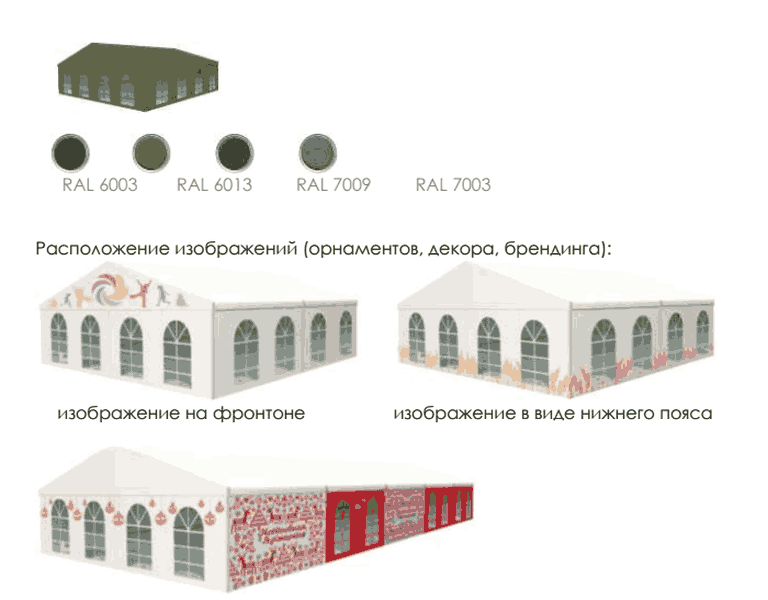 RAL 6003 RAL 6013 RAL 7009 RAL 7003
Расположение изображений (орнаментов, декора, брендинга):
изображение на фронтоне изображение в виде нижнего пояса